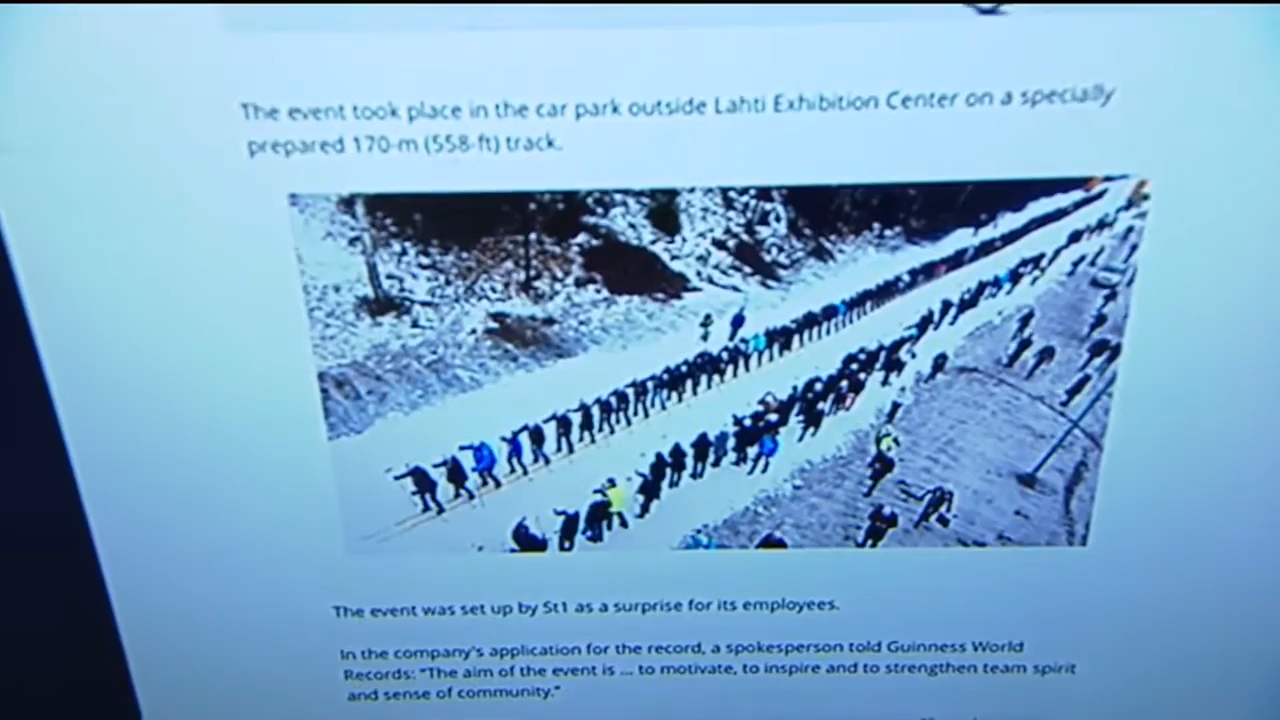 The event took place in the car park outside Lahti Exhibition Center on a specially
prepared 170-m (558-ft) track.
The event was set up by St1 as a surprise for its employees.
In the company's application for the record, a spokesperson told Guinness World
Records: "The aim of the event is ... to motivate, to inspire and to strengthen team spirit
and sense of community."